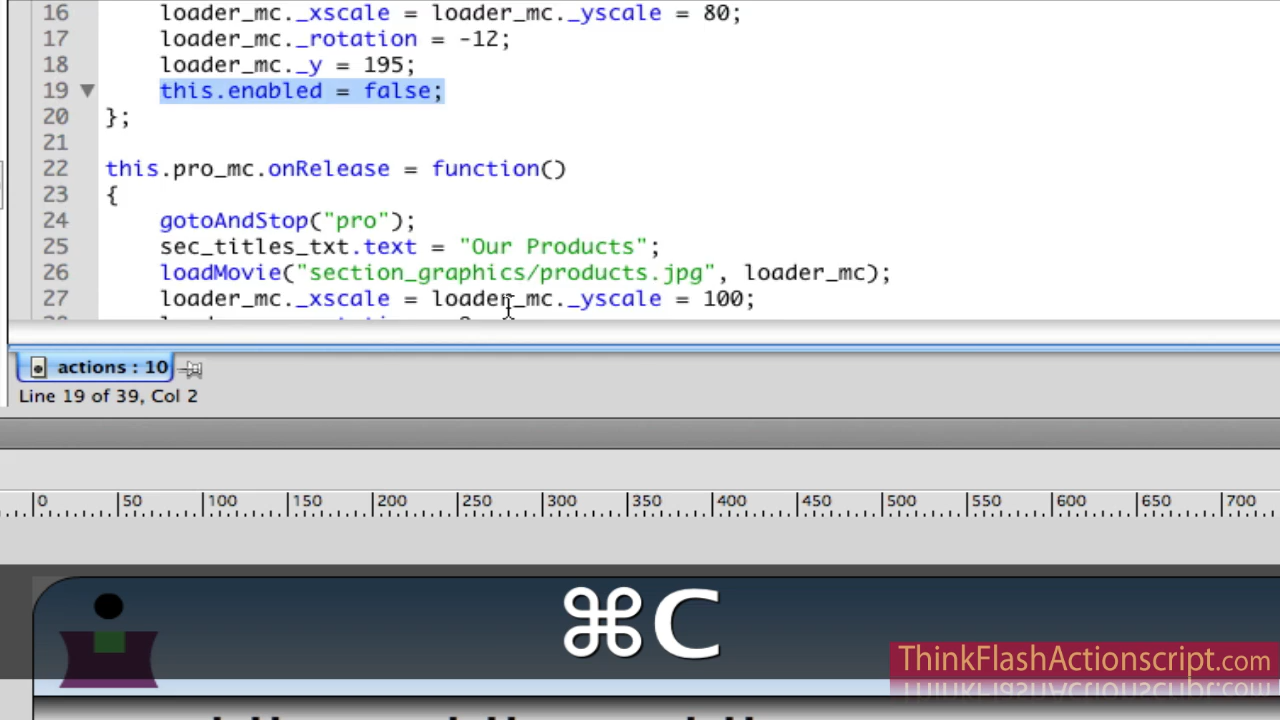 16 loader_mc._xscale = loader_mc._yscale = 80;
17 loader_mc._rotation = -12;
18 loader_mc._y = 195;
19 this.enabled = false;
20 };
21
22 this.pro_mc.onRelease = function()
23 {
24 gotoAndStop("pro");
25 sec_titles_txt.text = "Our Products";
26 loadMovie("section_graphics/products.jpg", loader_mc);
27 loader_mc._xscale = loader_mc._yscale = 100;
actions : 10
Line 19 of 39, Col 2
0 50 100 150 200 250 300 350 400 450 500 550 600 650 700
⌘C
ThinkFlashActionscript.com